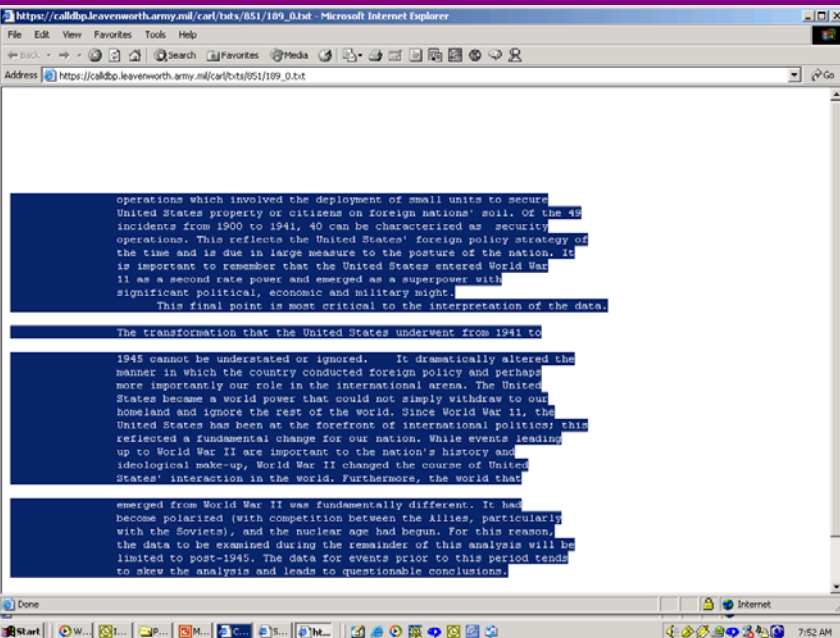 https://calldbp.leavenworth.army.mil/carl/txts/851/189_0.txt - Microsoft Internet Explorer
File Edit View Favorites Tools Help
Back Search Favorites Media
Address https://calldbp.leavenworth.army.mil/carl/txts/851/189_0.txt Go
operations which involved the deployment of small units to secure
United States property or citizens on foreign nations' soil. Of the 49
incidents from 1900 to 1941, 40 can be characterized as security
operations. This reflects the United States' foreign policy strategy of
the time and is due in large measure to the posture of the nation. It
is important to remember that the United States entered World War
11 as a second rate power and emerged as a superpower with
significant political, economic and military might.
This final point is most critical to the interpretation of the data.
The transformation that the United States underwent from 1941 to
1945 cannot be understated or ignored. It dramatically altered the
manner in which the country conducted foreign policy and perhaps
more importantly our role in the international arena. The United
States became a world power that could not simply withdraw to our
homeland and ignore the rest of the world. Since World War 11, the
United States has been at the forefront of international politics; this
reflected a fundamental change for our nation. While events leading
up to World War II are important to the nation's history and
ideological make-up, World War II changed the course of United
States' interaction in the world. Furthermore, the world that
emerged from World War II was fundamentally different. It had
become polarized (with competition between the Allies, particularly
with the Soviets), and the nuclear age had begun. For this reason,
the data to be examined during the remainder of this analysis will be
limited to post-1945. The data for events prior to this period tends
to skew the analysis and leads to questionable conclusions.
Done Internet
Start W... I... P... M... C... S... ht... 7:52 AM